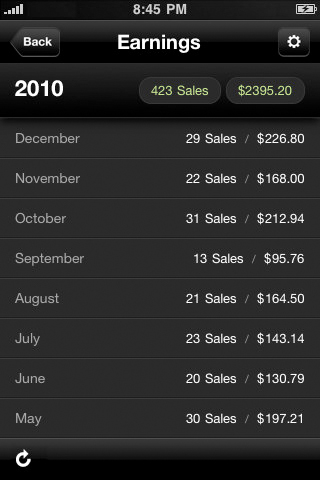 8:45 PM
Back Earnings
2010 423 Sales $2395.20
December 29 Sales / $226.80
November 22 Sales / $168.00
October 31 Sales / $212.94
September 13 Sales / $95.76
August 21 Sales / $164.50
July 23 Sales / $143.14
June 20 Sales / $130.79
May 30 Sales / $197.21